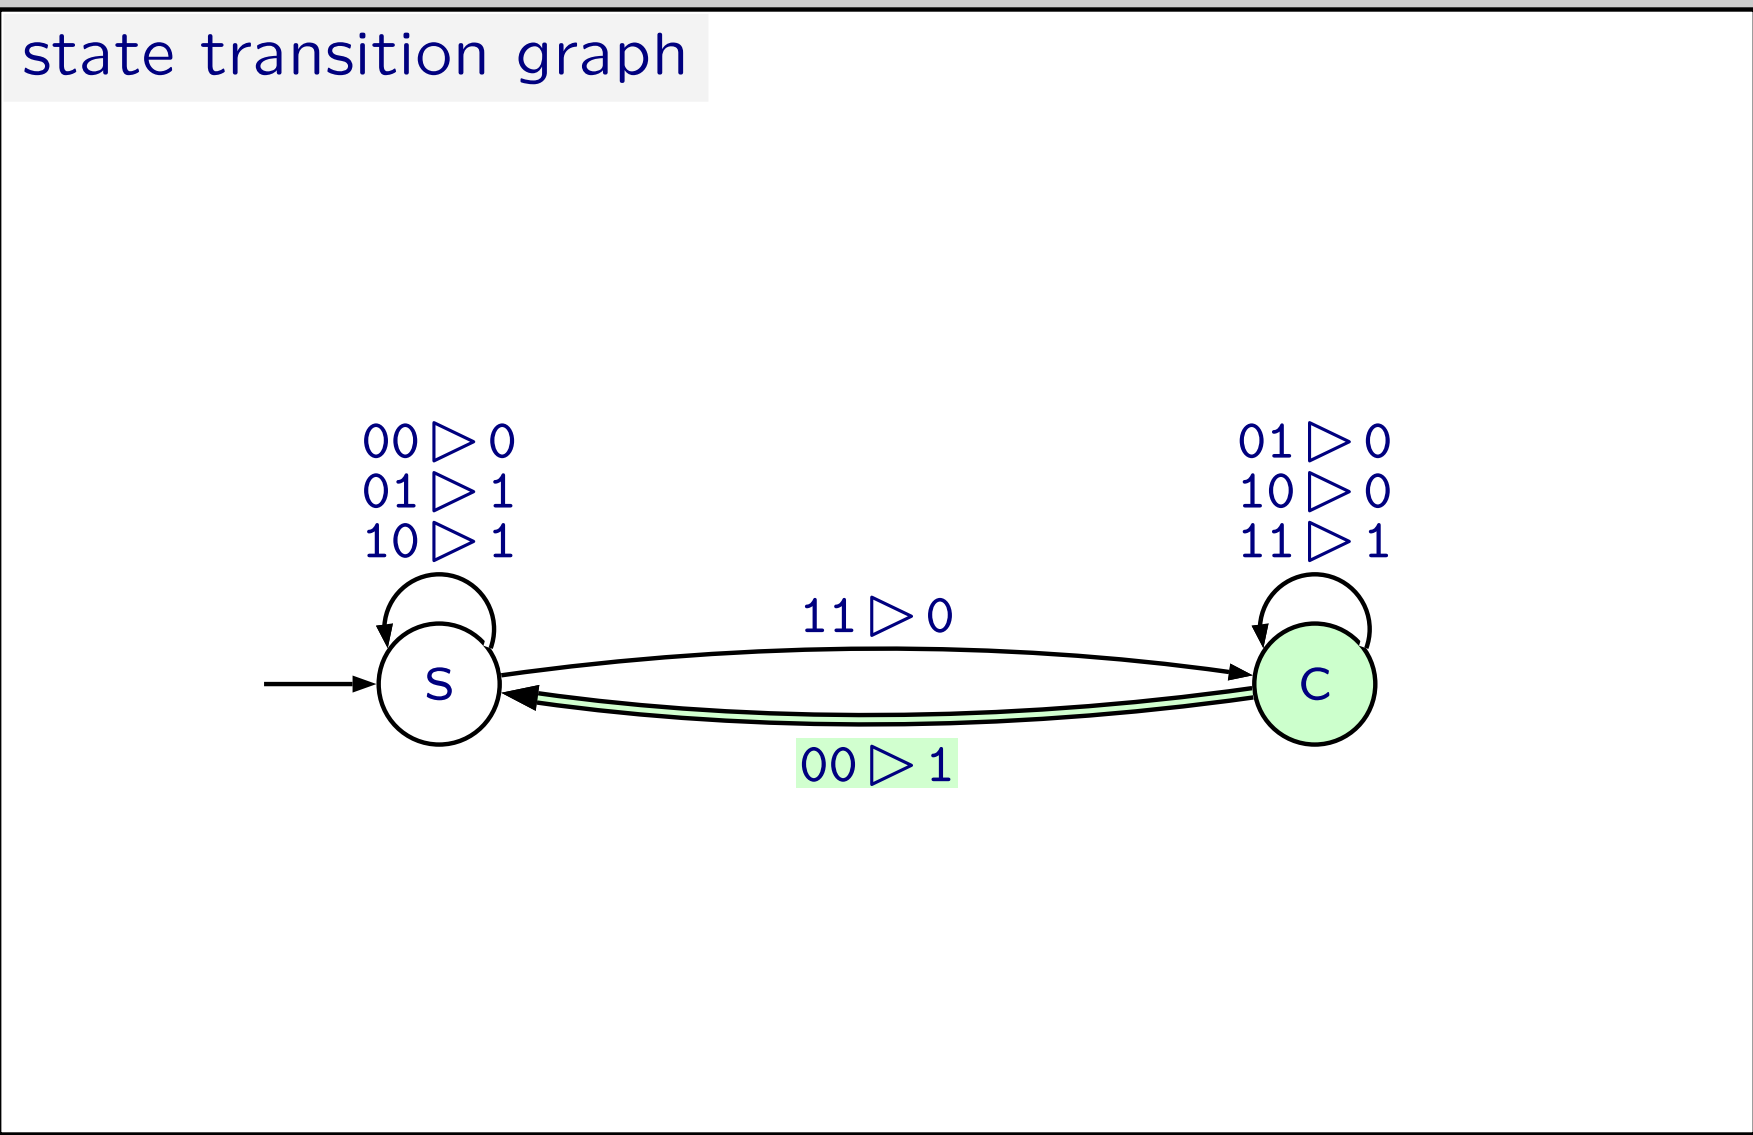 state transition graph
00 ▷ 0
01 ▷ 1
10 ▷ 1
01 ▷ 0
10 ▷ 0
11 ▷ 1
11 ▷ 0
S
C
00 ▷ 1